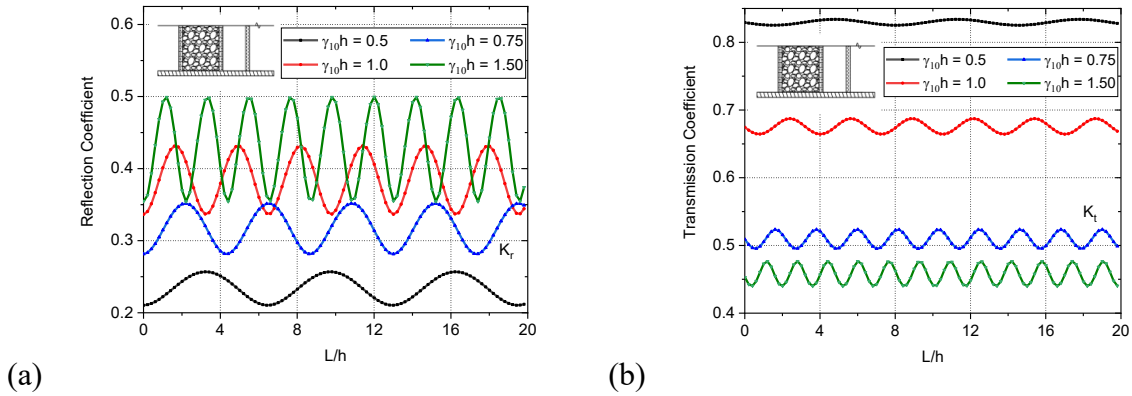 0.6
0.5
0.4
0.3
0.2
Reflection Coefficient
γ₁₀h = 0.5 γ₁₀h = 0.75
γ₁₀h = 1.0 γ₁₀h = 1.50
Kᵣ
0 4 8 12 16 20
L/h
(a)
0.8
0.7
0.6
0.5
0.4
Transmission Coefficient
γ₁₀h = 0.5 γ₁₀h = 0.75
γ₁₀h = 1.0 γ₁₀h = 1.50
Kₜ
0 4 8 12 16 20
L/h
(b)